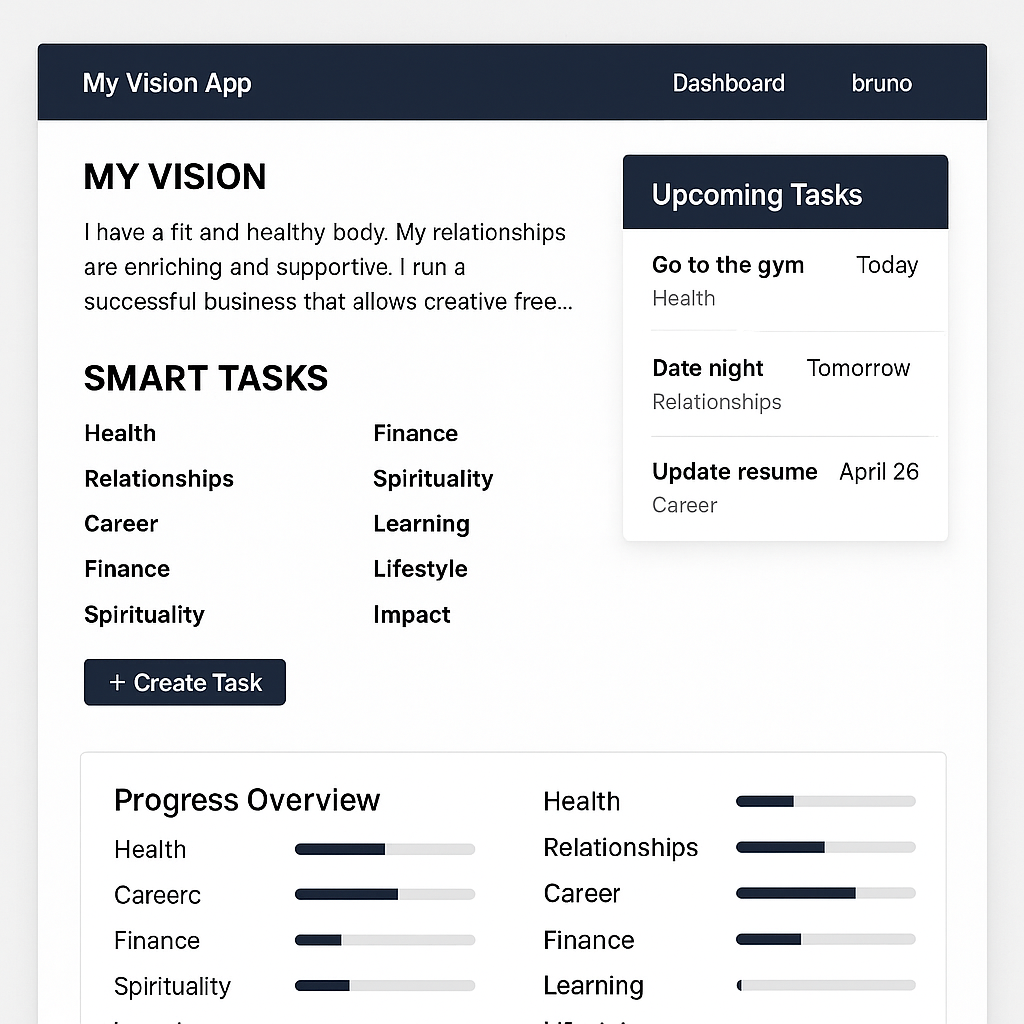 My Vision App
Dashboard
bruno
MY VISION
I have a fit and healthy body. My relationships
are enriching and supportive. I run a
successful business that allows creative free...
SMART TASKS
Health
Finance
Relationships
Spirituality
Career
Learning
Finance
Lifestyle
Spirituality
Impact
+ Create Task
Upcoming Tasks
Go to the gym
Today
Health
Date night
Tomorrow
Relationships
Update resume
April 26
Career
Progress Overview
Health
Careerc
Finance
Spirituality
Health
Relationships
Career
Finance
Learning